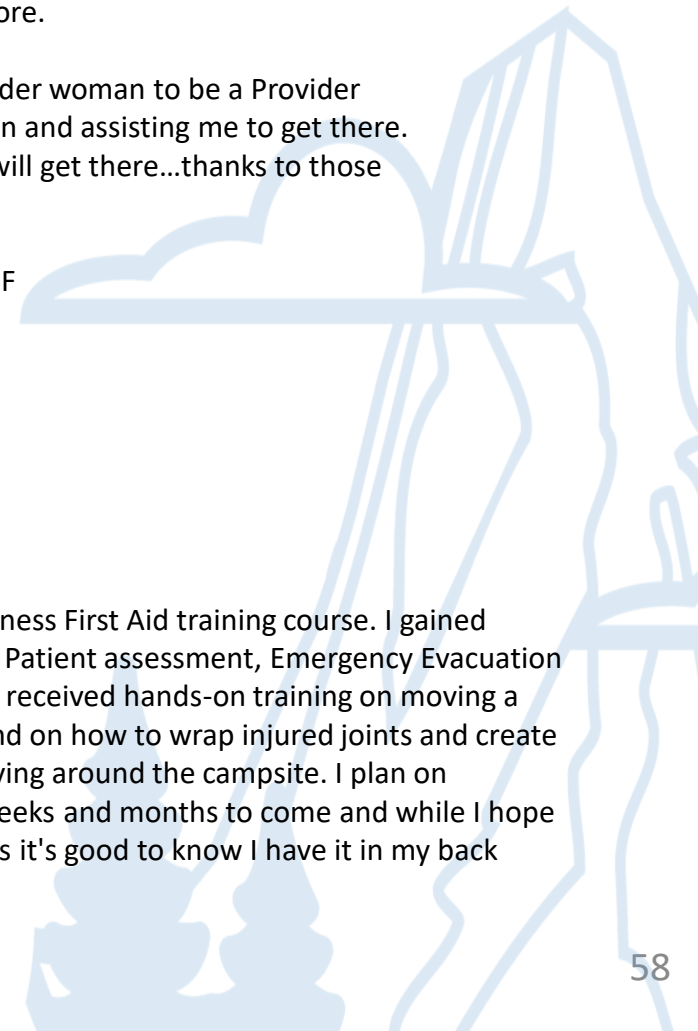 ore.
der woman to be a Provider
n and assisting me to get there.
will get there…thanks to those
F
ness First Aid training course. I gained
Patient assessment, Emergency Evacuation
received hands-on training on moving a
nd on how to wrap injured joints and create
ving around the campsite. I plan on
eeks and months to come and while I hope
s it's good to know I have it in my back
58